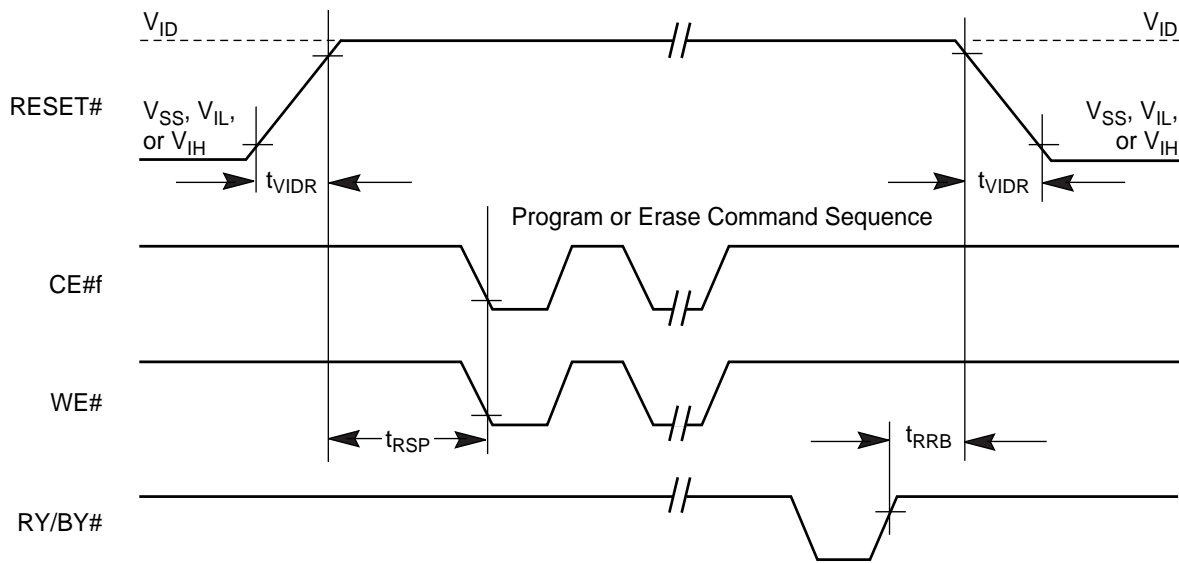 VID
VID
RESET#
VSS, VIL,
or VIH
VSS, VIL,
or VIH
tVIDR
tVIDR
Program or Erase Command Sequence
CE#f
WE#
tRSP
tRRB
RY/BY#